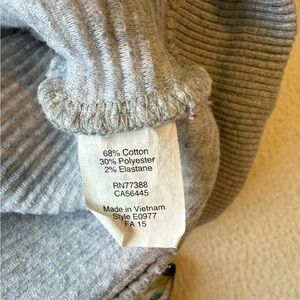 68% Cotton
30% Polyester
2% Elastane
RN77388
CA56445
Made in Vietnam
Style E0977
FA 15